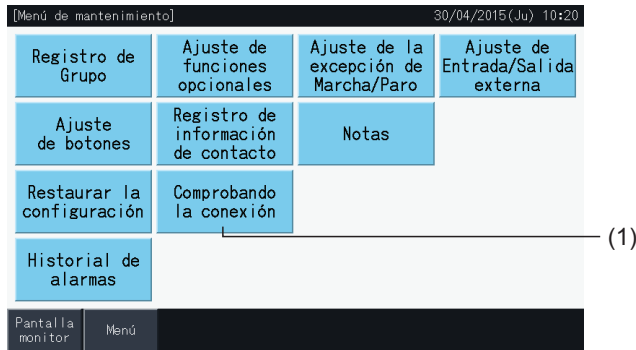 [Menú de mantenimiento] 30/04/2015(Ju) 10:20
Registro de
Grupo
Ajuste de
funciones
opcionales
Ajuste de la
excepción de
Marcha/Paro
Ajuste de
Entrada/Salida
externa
Ajuste
de botones
Registro de
información
de contacto
Notas
Restaurar la
configuración
Comprobando
la conexión
(1)
Historial de
alarmas
Pantalla
monitor
Menú